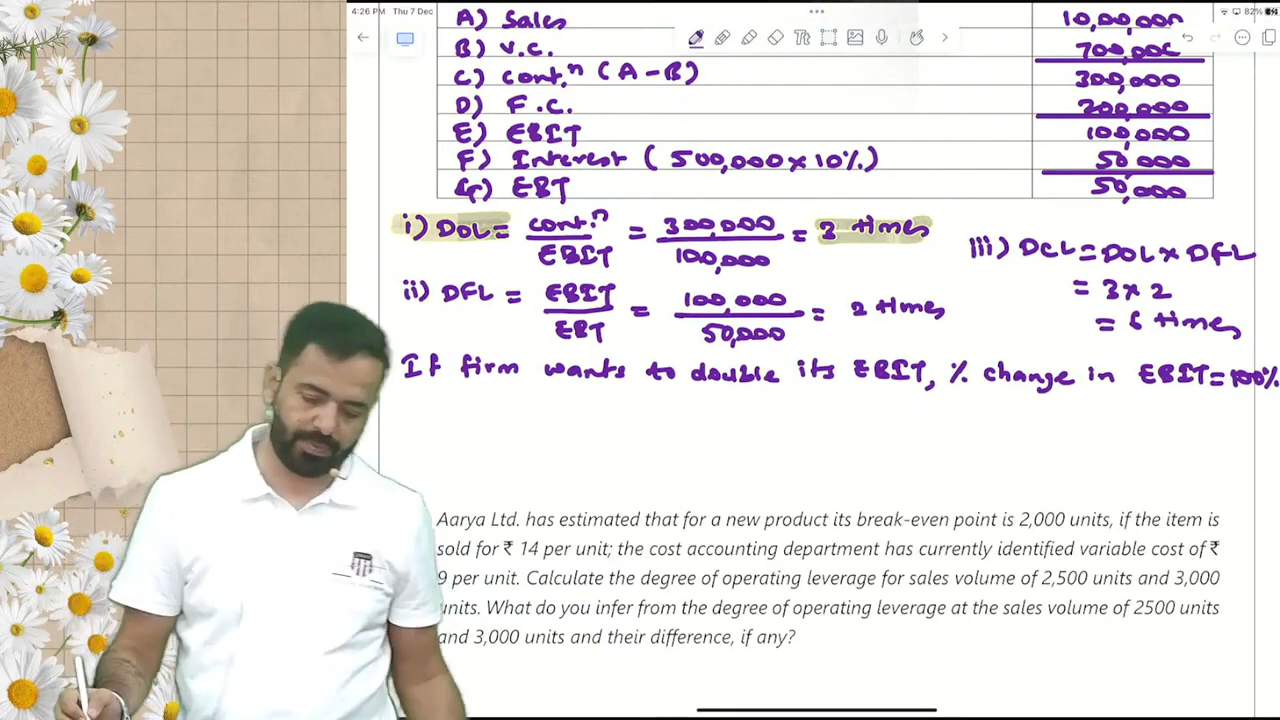 4:26 PM Thu 7 Dec
82%
A) Sales 10,00,000
B) V.C. 700,000
C) Cont.ⁿ (A-B) 300,000
D) F.C. 200,000
E) EBIT 100,000
F) Interest (500,000 x 10%) 50,000
G) EBT 50,000
i) DOL = Cont.ⁿ / EBIT = 300,000 / 100,000 = 3 times
ii) DFL = EBIT / EBT = 100,000 / 50,000 = 2 times
iii) DCL = DOL x DFL
= 3 x 2
= 6 times
If firm wants to double its EBIT, % change in EBIT = 100%
Aarya Ltd. has estimated that for a new product its break-even point is 2,000 units, if the item is
sold for ₹ 14 per unit; the cost accounting department has currently identified variable cost of ₹
9 per unit. Calculate the degree of operating leverage for sales volume of 2,500 units and 3,000
units. What do you infer from the degree of operating leverage at the sales volume of 2500 units
and 3,000 units and their difference, if any?